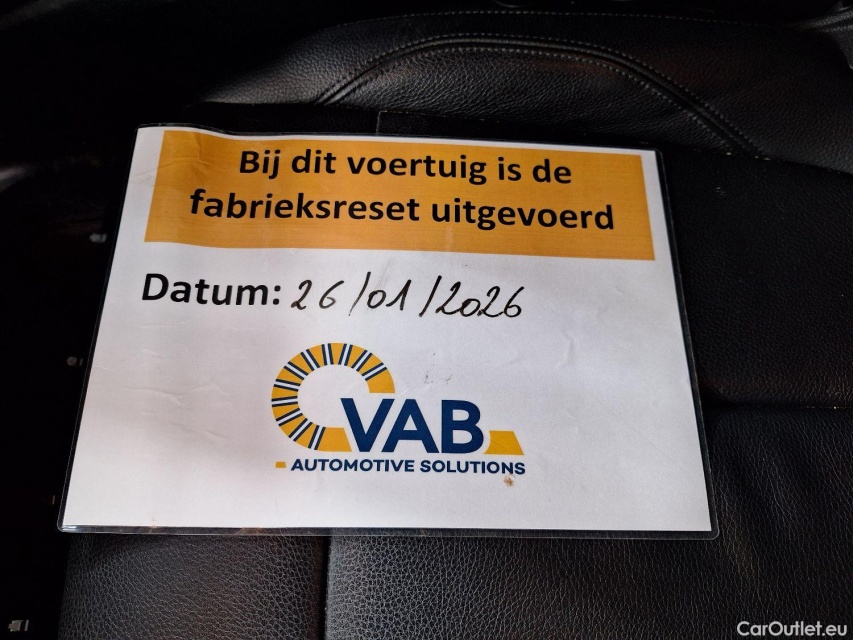 Bij dit voertuig is de
fabrieksreset uitgevoerd
Datum: 26/01/2026
VAB
AUTOMOTIVE SOLUTIONS
CarOutlet.eu